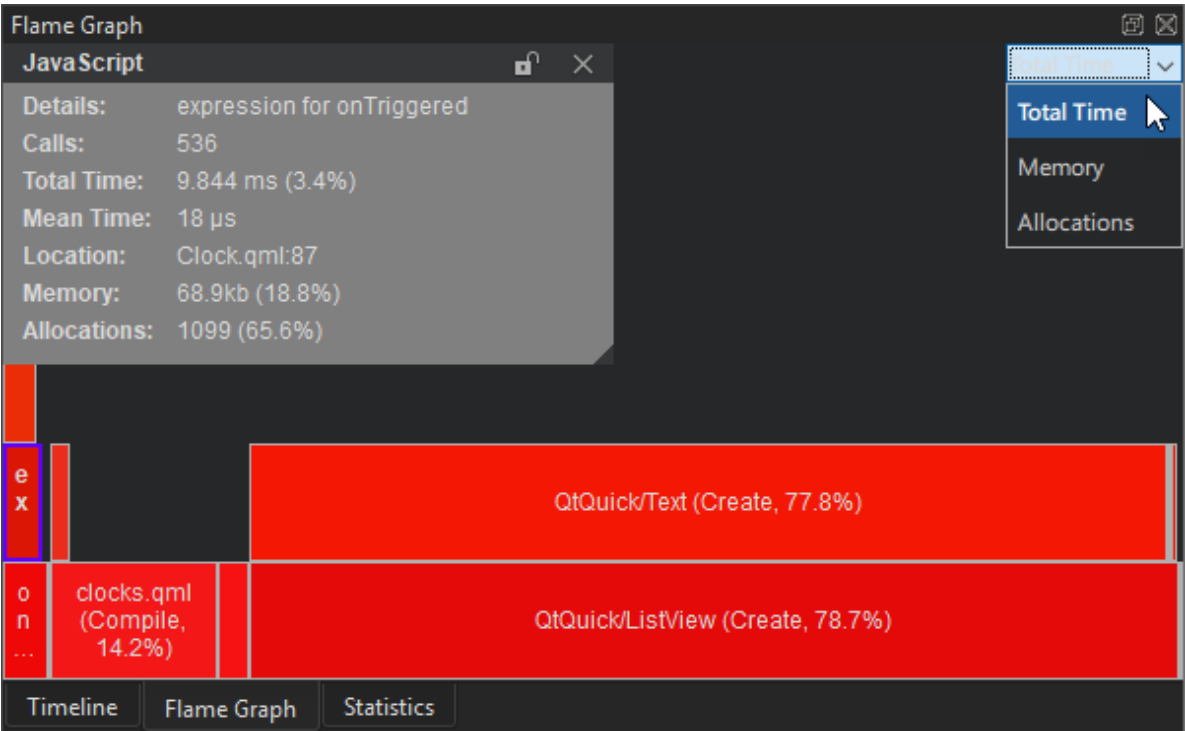 Flame Graph
JavaScript
Details: expression for onTriggered
Calls: 536
Total Time: 9.844 ms (3.4%)
Mean Time: 18 µs
Location: Clock.qml:87
Memory: 68.9kb (18.8%)
Allocations: 1099 (65.6%)
Total Time
Total Time
Memory
Allocations
e
x
QtQuick/Text (Create, 77.8%)
o
n
...
clocks.qml
(Compile,
14.2%)
QtQuick/ListView (Create, 78.7%)
Timeline
Flame Graph
Statistics